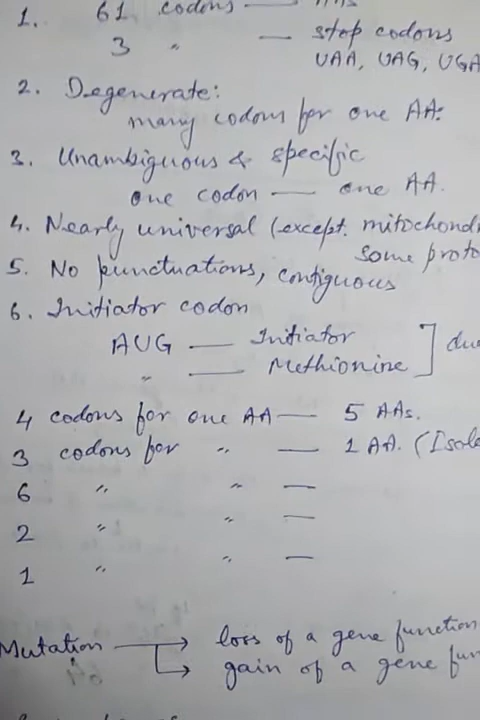 1. 61 codons —
3 " — stop codons
UAA, UAG, UGA
2. Degenerate:
many codons for one AA:
3. Unambiguous & specific
one codon — one AA.
4. Nearly universal (except. mitochond
some proto
5. No punctuations, contiguous
6. Initiator codon
AUG — Initiator
" — Methionine ] du
4 codons for one AA — 5 AAs.
3 codons for " — 1 AA. (Isole
6 " " —
2 " " —
1 " " —
Mutation → loss of a gene function
→ gain of a gene fun